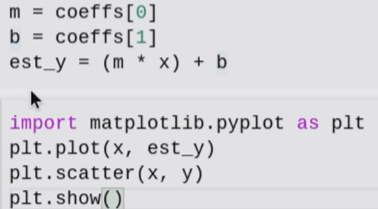 m = coeffs[0]
b = coeffs[1]
est_y = (m * x) + b
import matplotlib.pyplot as plt
plt.plot(x, est_y)
plt.scatter(x, y)
plt.show()